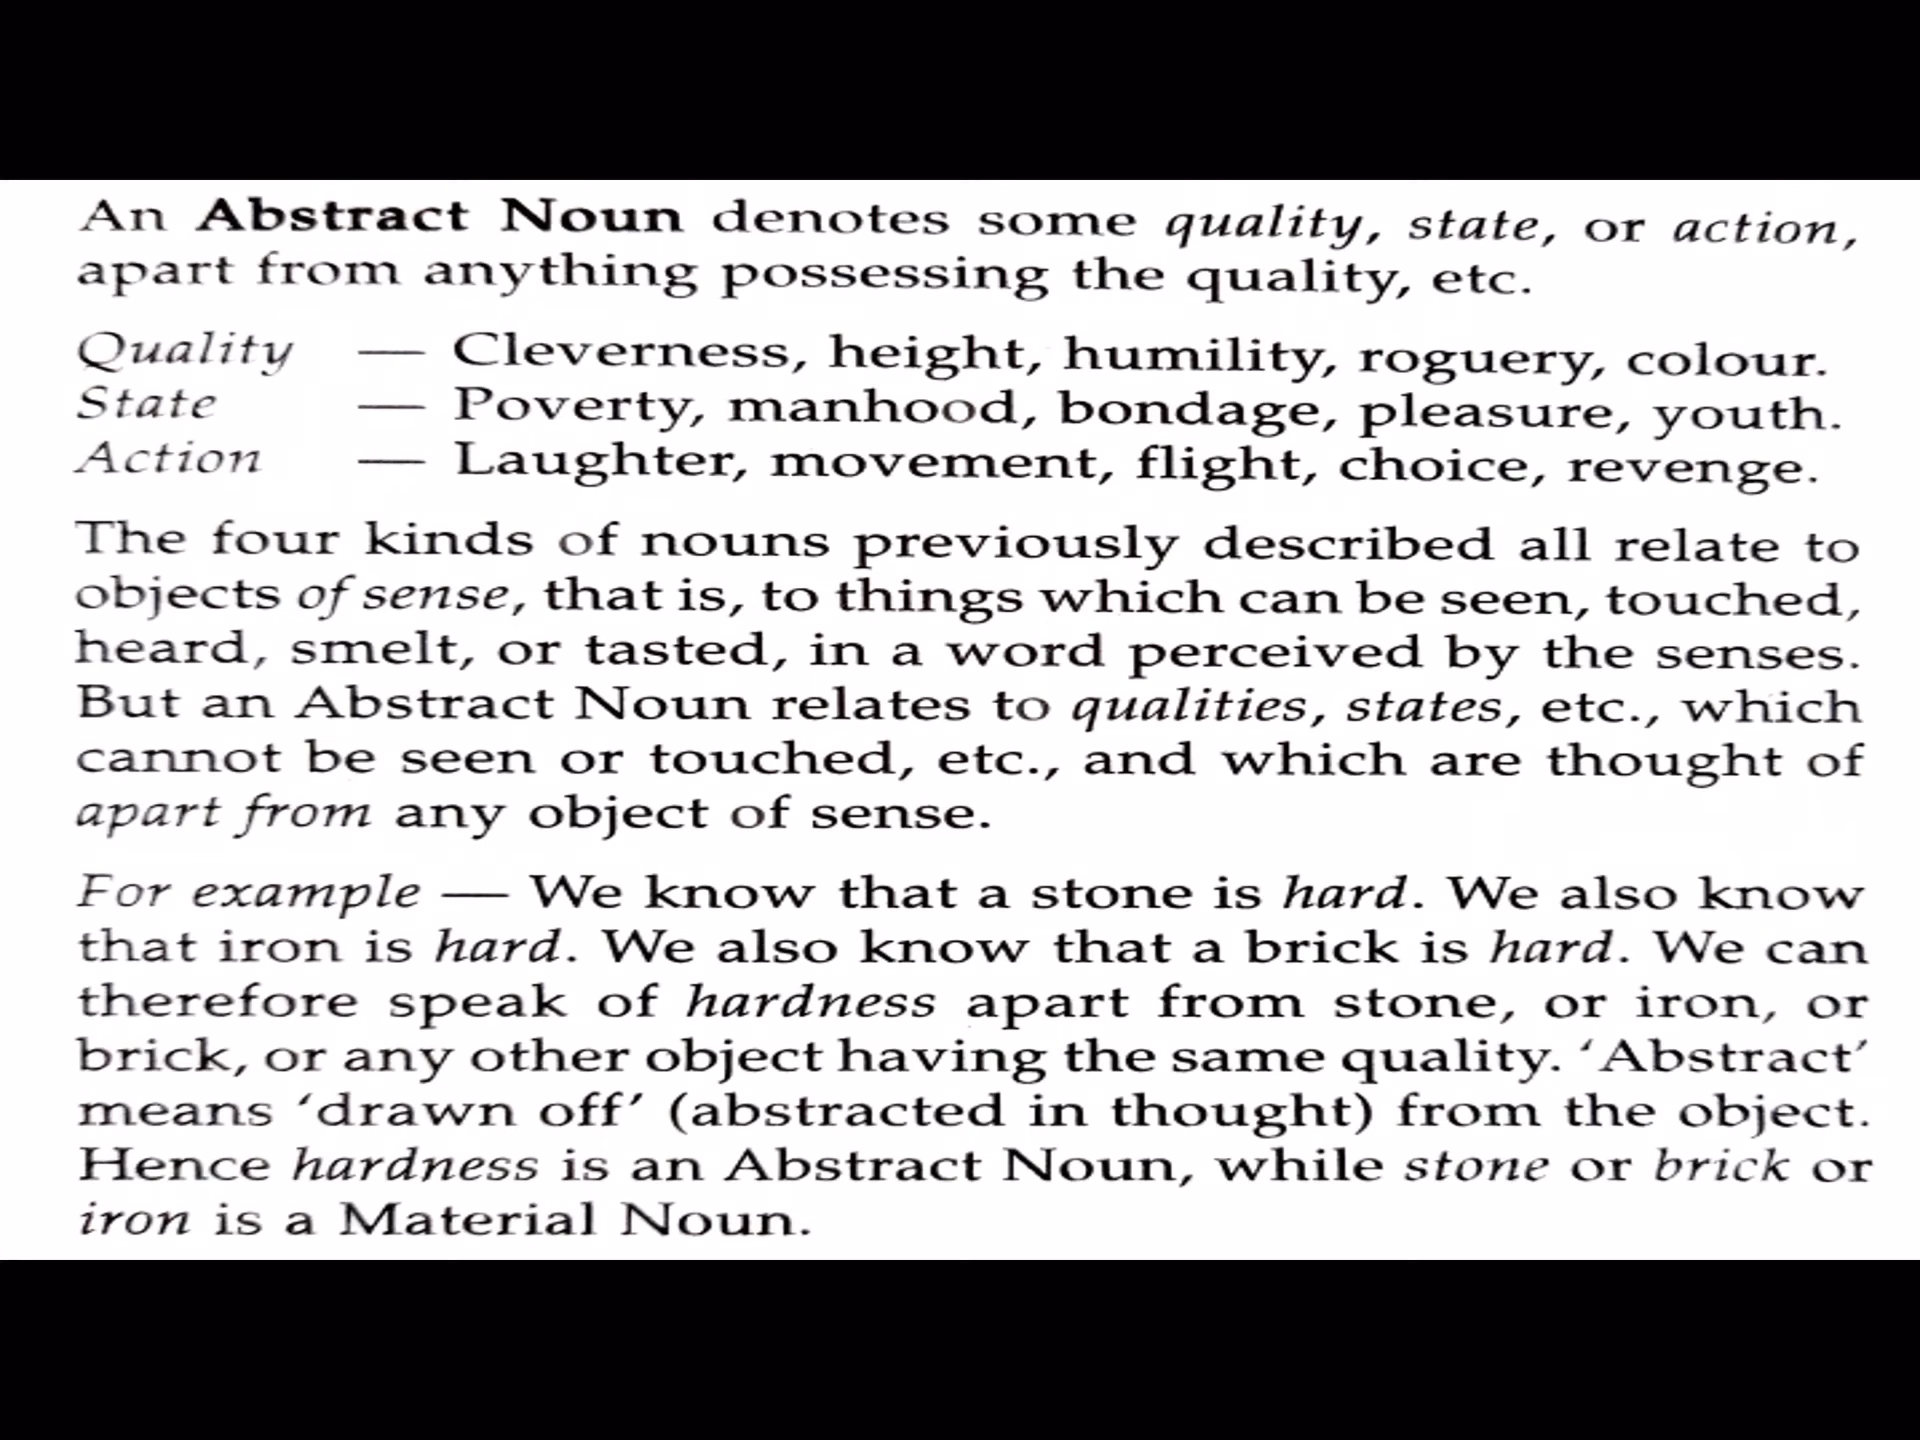 An Abstract Noun denotes some quality, state, or action,
apart from anything possessing the quality, etc.
Quality — Cleverness, height, humility, roguery, colour.
State — Poverty, manhood, bondage, pleasure, youth.
Action — Laughter, movement, flight, choice, revenge.
The four kinds of nouns previously described all relate to
objects of sense, that is, to things which can be seen, touched,
heard, smelt, or tasted, in a word perceived by the senses.
But an Abstract Noun relates to qualities, states, etc., which
cannot be seen or touched, etc., and which are thought of
apart from any object of sense.
For example — We know that a stone is hard. We also know
that iron is hard. We also know that a brick is hard. We can
therefore speak of hardness apart from stone, or iron, or
brick, or any other object having the same quality. ‘Abstract’
means ‘drawn off’ (abstracted in thought) from the object.
Hence hardness is an Abstract Noun, while stone or brick or
iron is a Material Noun.